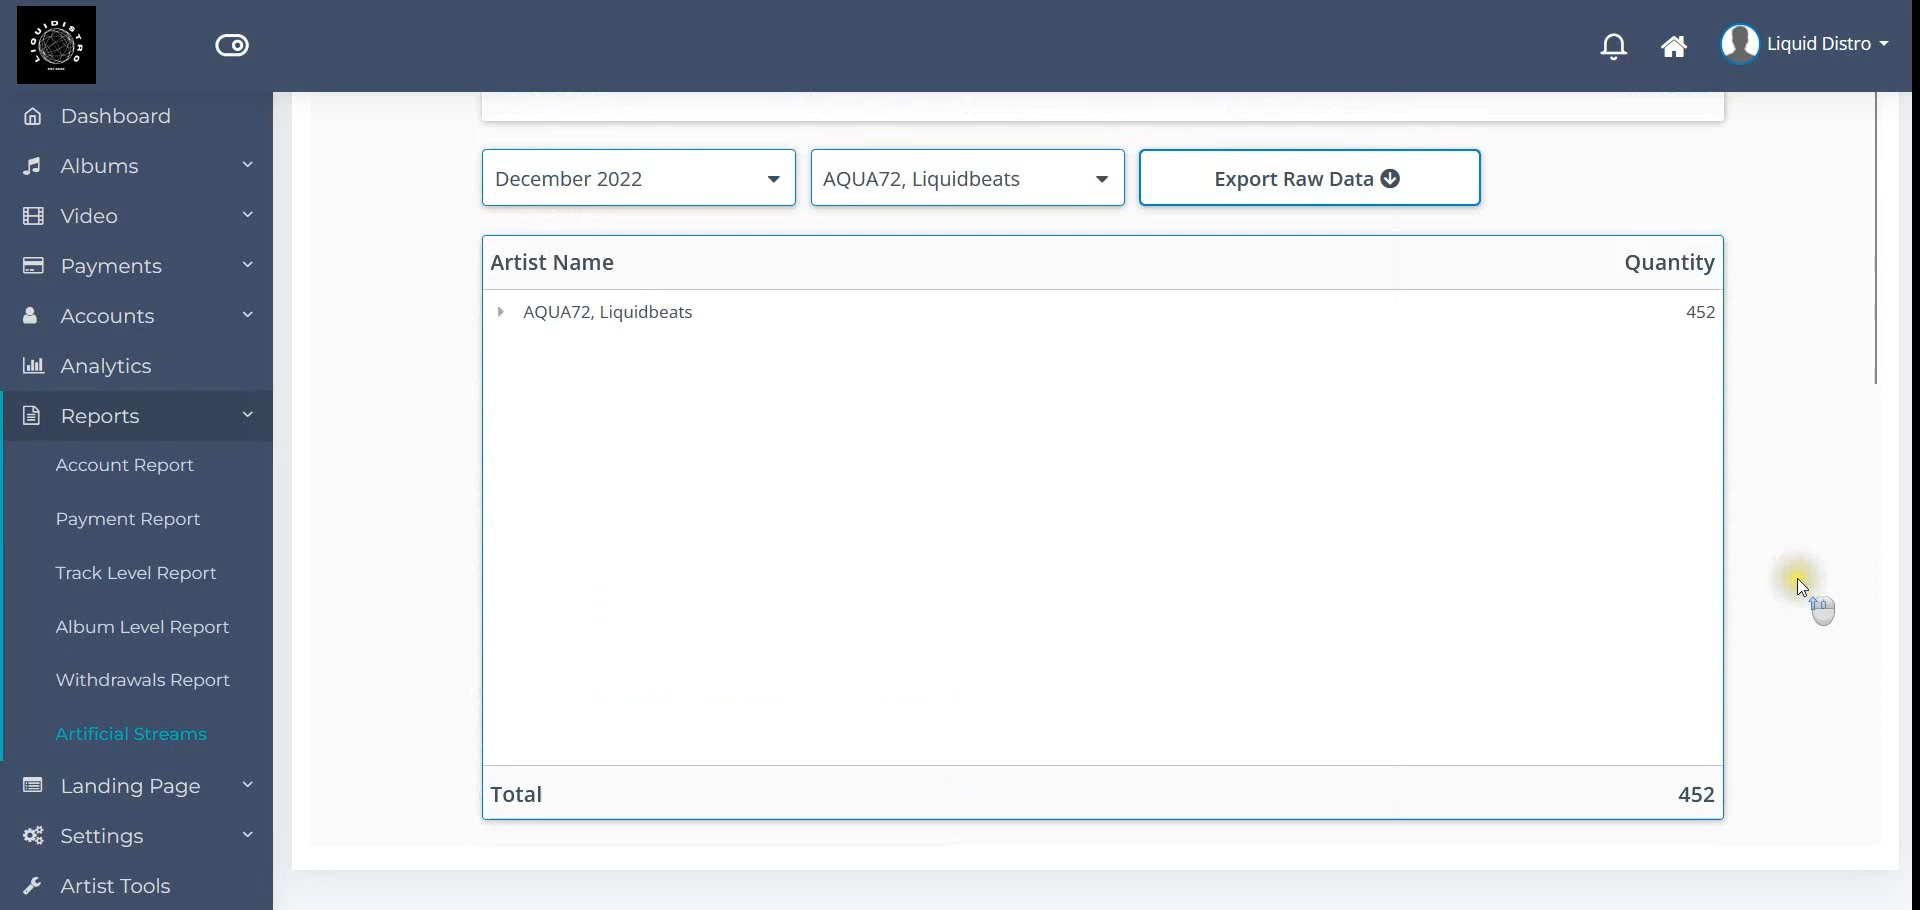 LIQUIDISTRO
Liquid Distro
Dashboard
Albums
Video
Payments
Accounts
Analytics
Reports
Account Report
Payment Report
Track Level Report
Album Level Report
Withdrawals Report
Artificial Streams
Landing Page
Settings
Artist Tools
December 2022
AQUA72, Liquidbeats
Export Raw Data
Artist Name Quantity
AQUA72, Liquidbeats 452
Total 452